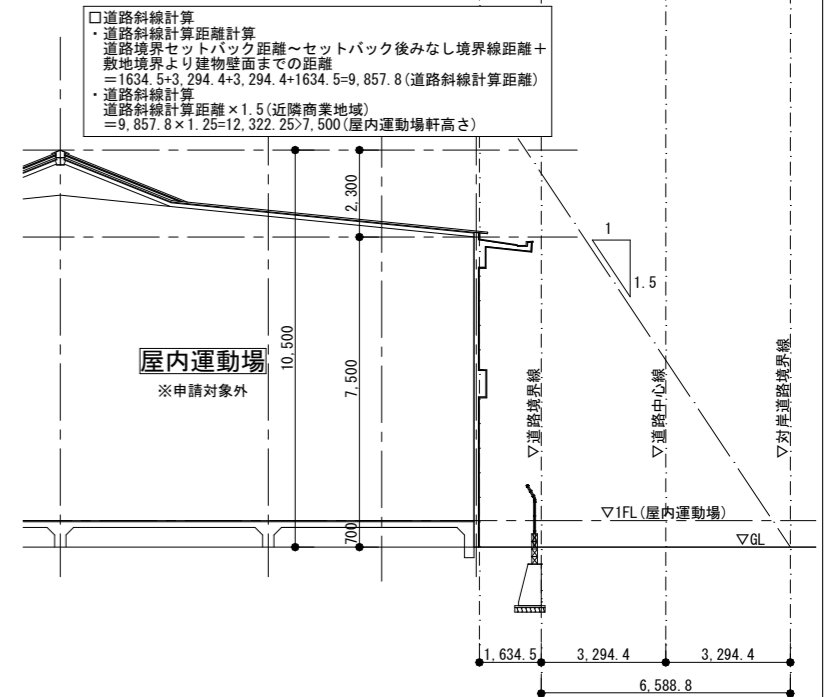 □道路斜線計算
・道路斜線計算距離計算
道路境界セットバック距離～セットバック後みなし境界線距離＋
敷地境界より建物壁面までの距離
=1634.5+3,294.4+3,294.4+1634.5=9,857.8(道路斜線計算距離)
・道路斜線計算
道路斜線計算距離×1.5(近隣商業地域)
=9,857.8×1.25=12,322.25>7,500(屋内運動場軒高さ)
2,300
1
1.5
10,500
7,500
屋内運動場
※申請対象外
▽道路境界線
▽道路中心線
▽対岸道路境界線
▽1FL(屋内運動場)
700
▽GL
1,634.5
3,294.4
3,294.4
6,588.8